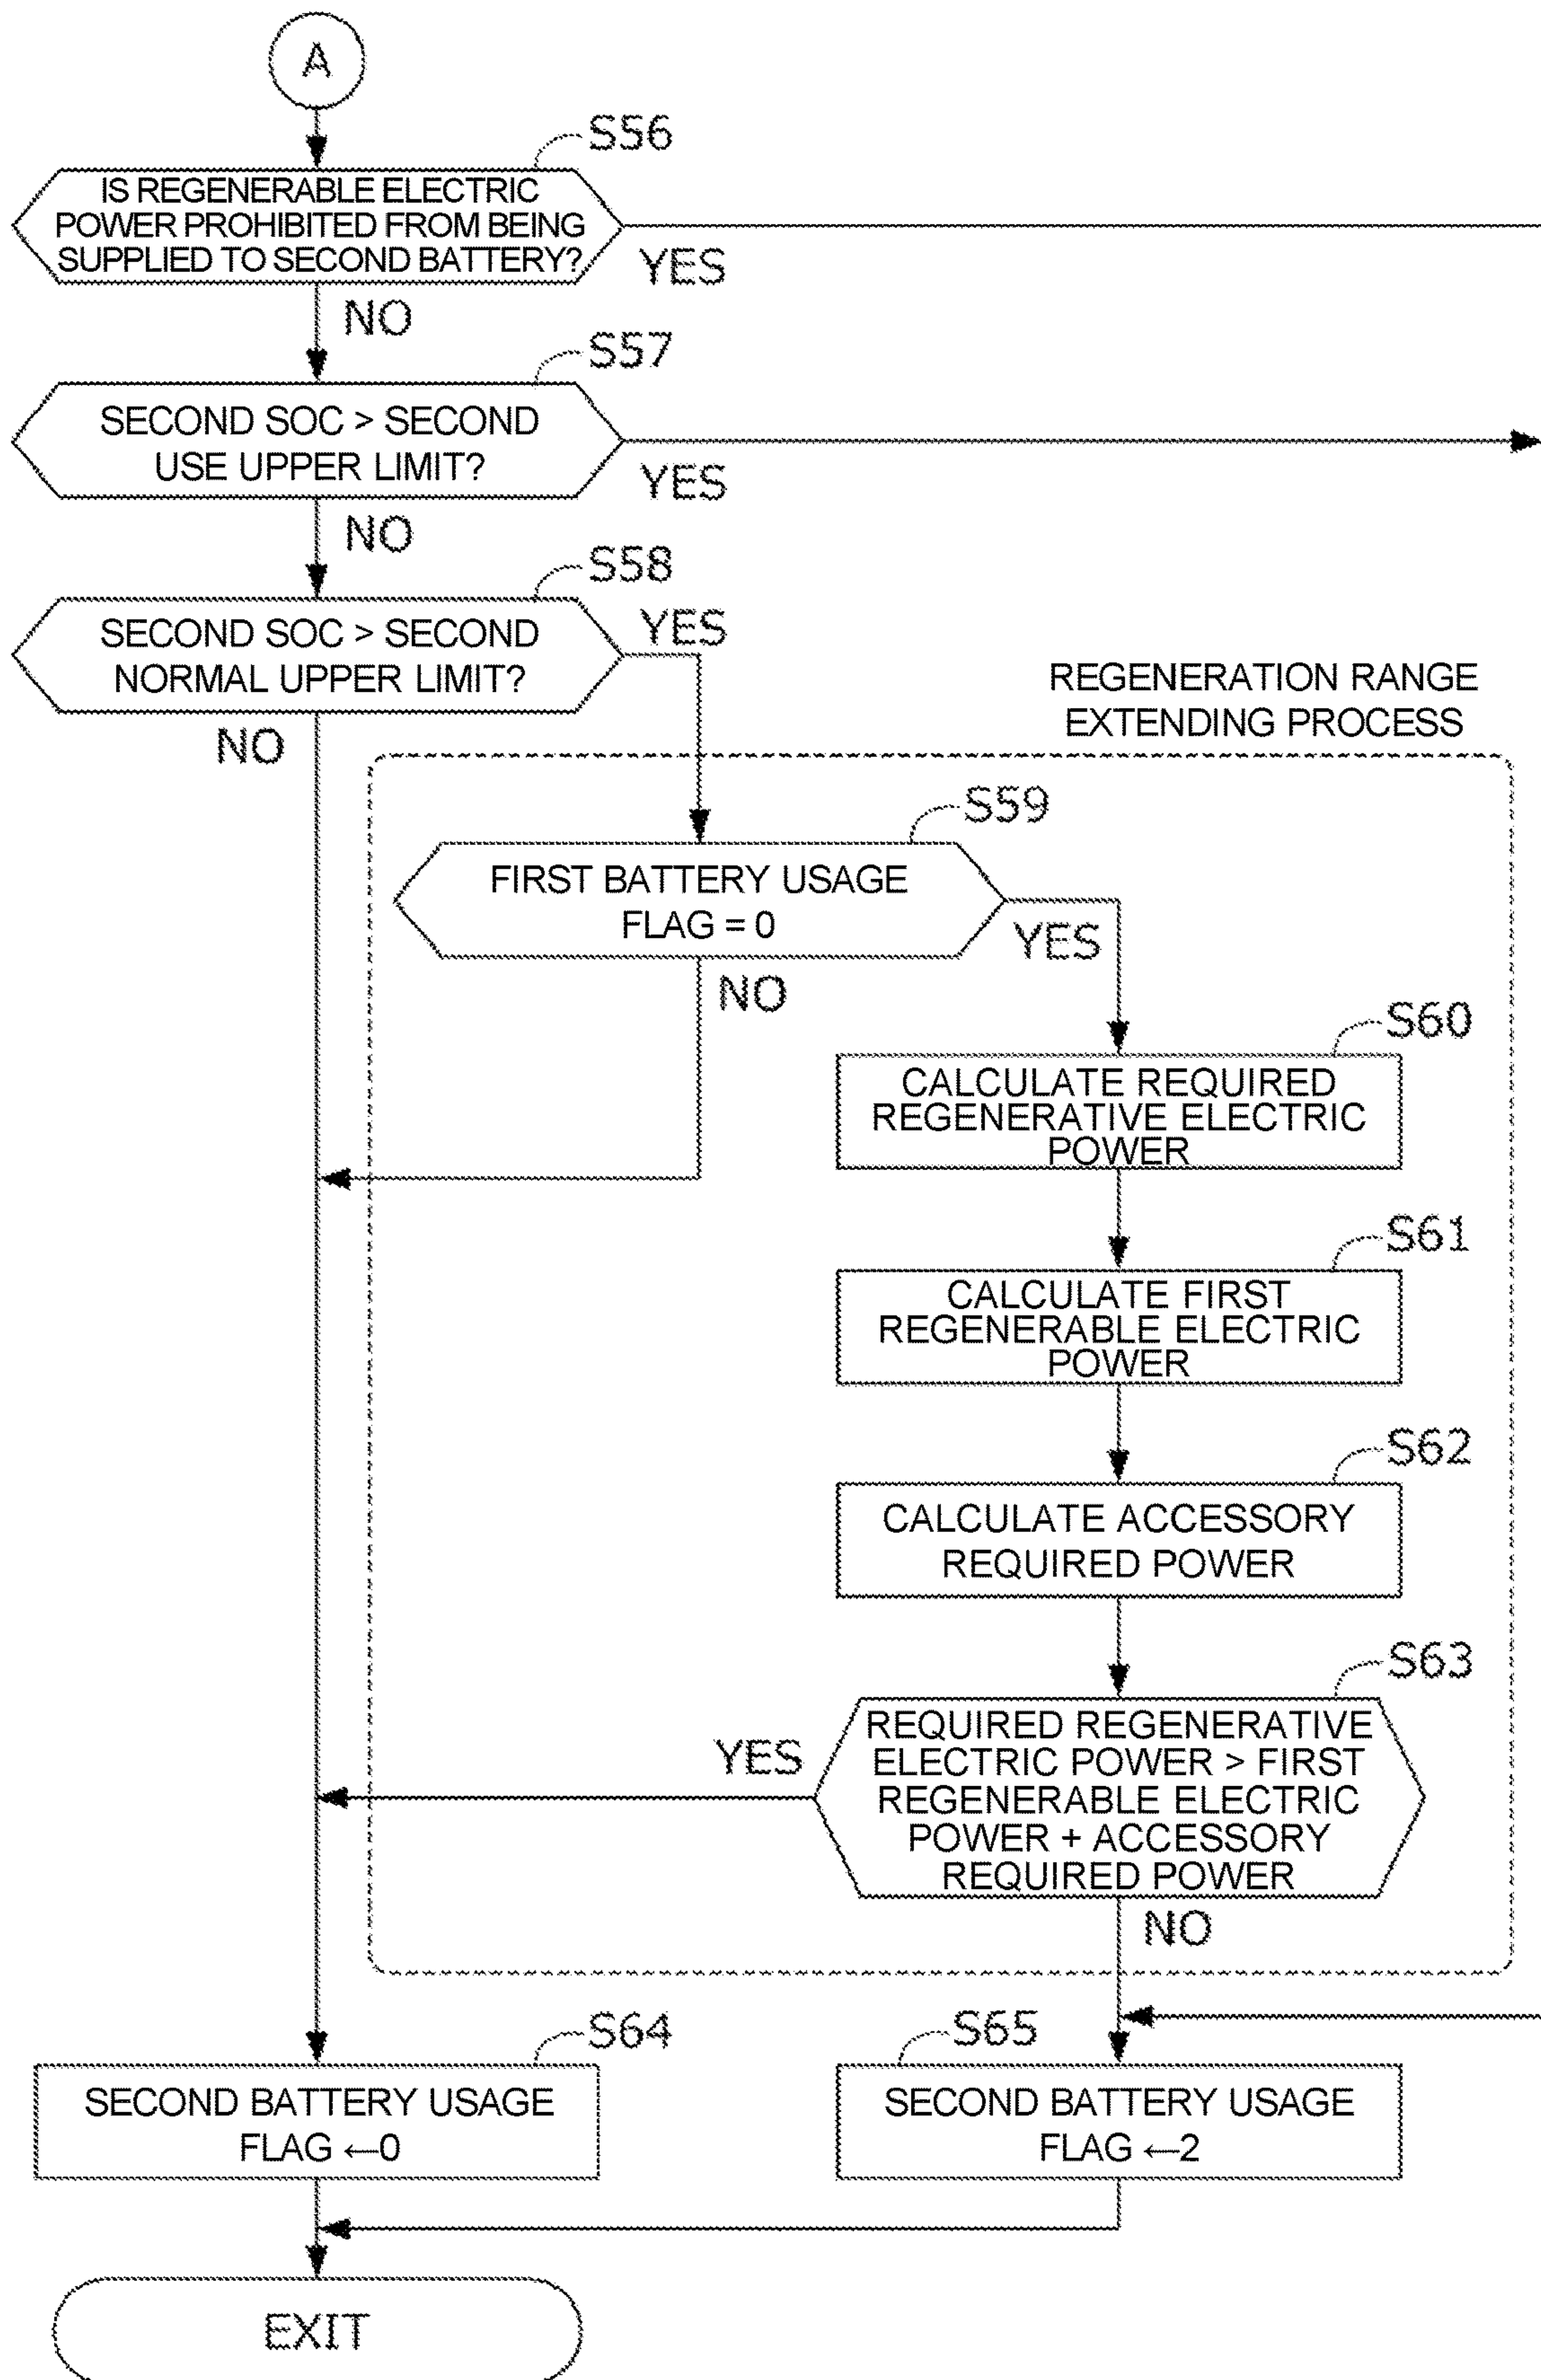 A
S56
IS REGENERABLE ELECTRIC
POWER PROHIBITED FROM BEING
SUPPLIED TO SECOND BATTERY?
YES
NO
S57
SECOND SOC > SECOND
USE UPPER LIMIT?
YES
NO
S58
SECOND SOC > SECOND
NORMAL UPPER LIMIT?
YES
NO
REGENERATION RANGE
EXTENDING PROCESS
S59
FIRST BATTERY USAGE
FLAG = 0
YES
NO
S60
CALCULATE REQUIRED
REGENERATIVE ELECTRIC
POWER
S61
CALCULATE FIRST
REGENERABLE ELECTRIC
POWER
S62
CALCULATE ACCESSORY
REQUIRED POWER
S63
REQUIRED REGENERATIVE
ELECTRIC POWER > FIRST
REGENERABLE ELECTRIC
POWER + ACCESSORY
REQUIRED POWER
YES
NO
S64
SECOND BATTERY USAGE
FLAG ←0
S65
SECOND BATTERY USAGE
FLAG ←2
EXIT